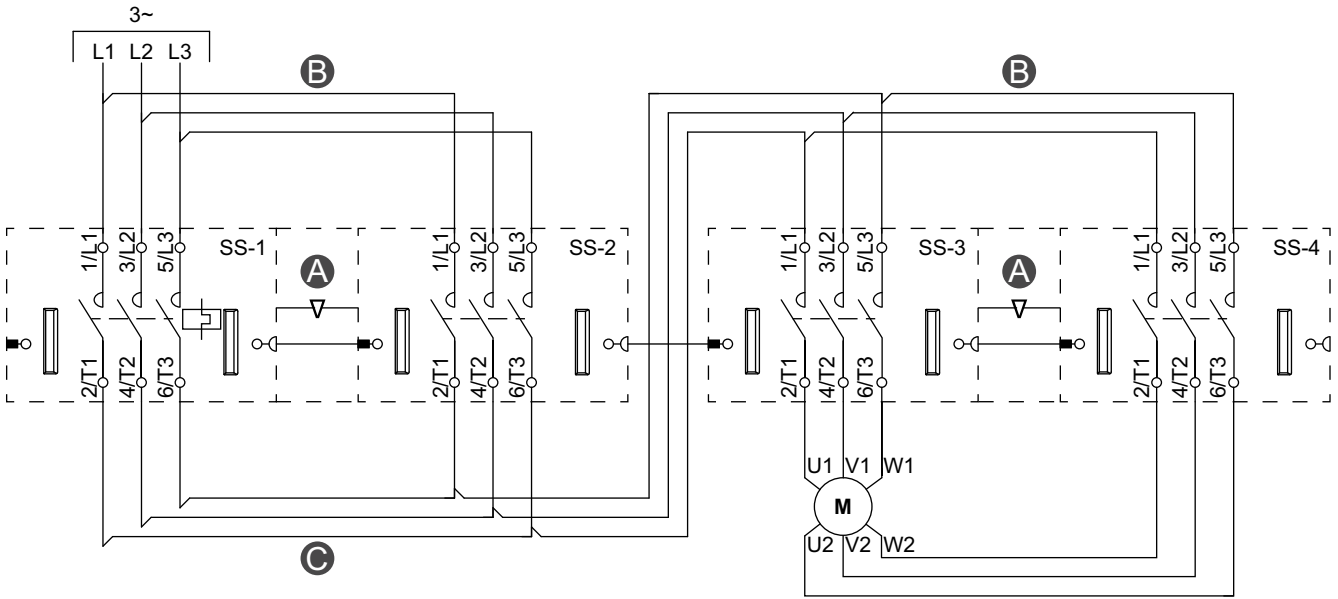 3~
L1 L2 L3
B B
1/L1 3/L2 5/L3 SS-1 1/L1 3/L2 5/L3 SS-2 1/L1 3/L2 5/L3 SS-3 1/L1 3/L2 5/L3 SS-4
A A
2/T1 4/T2 6/T3 2/T1 4/T2 6/T3 2/T1 4/T2 6/T3 2/T1 4/T2 6/T3
U1 V1 W1
M
U2 V2 W2
C